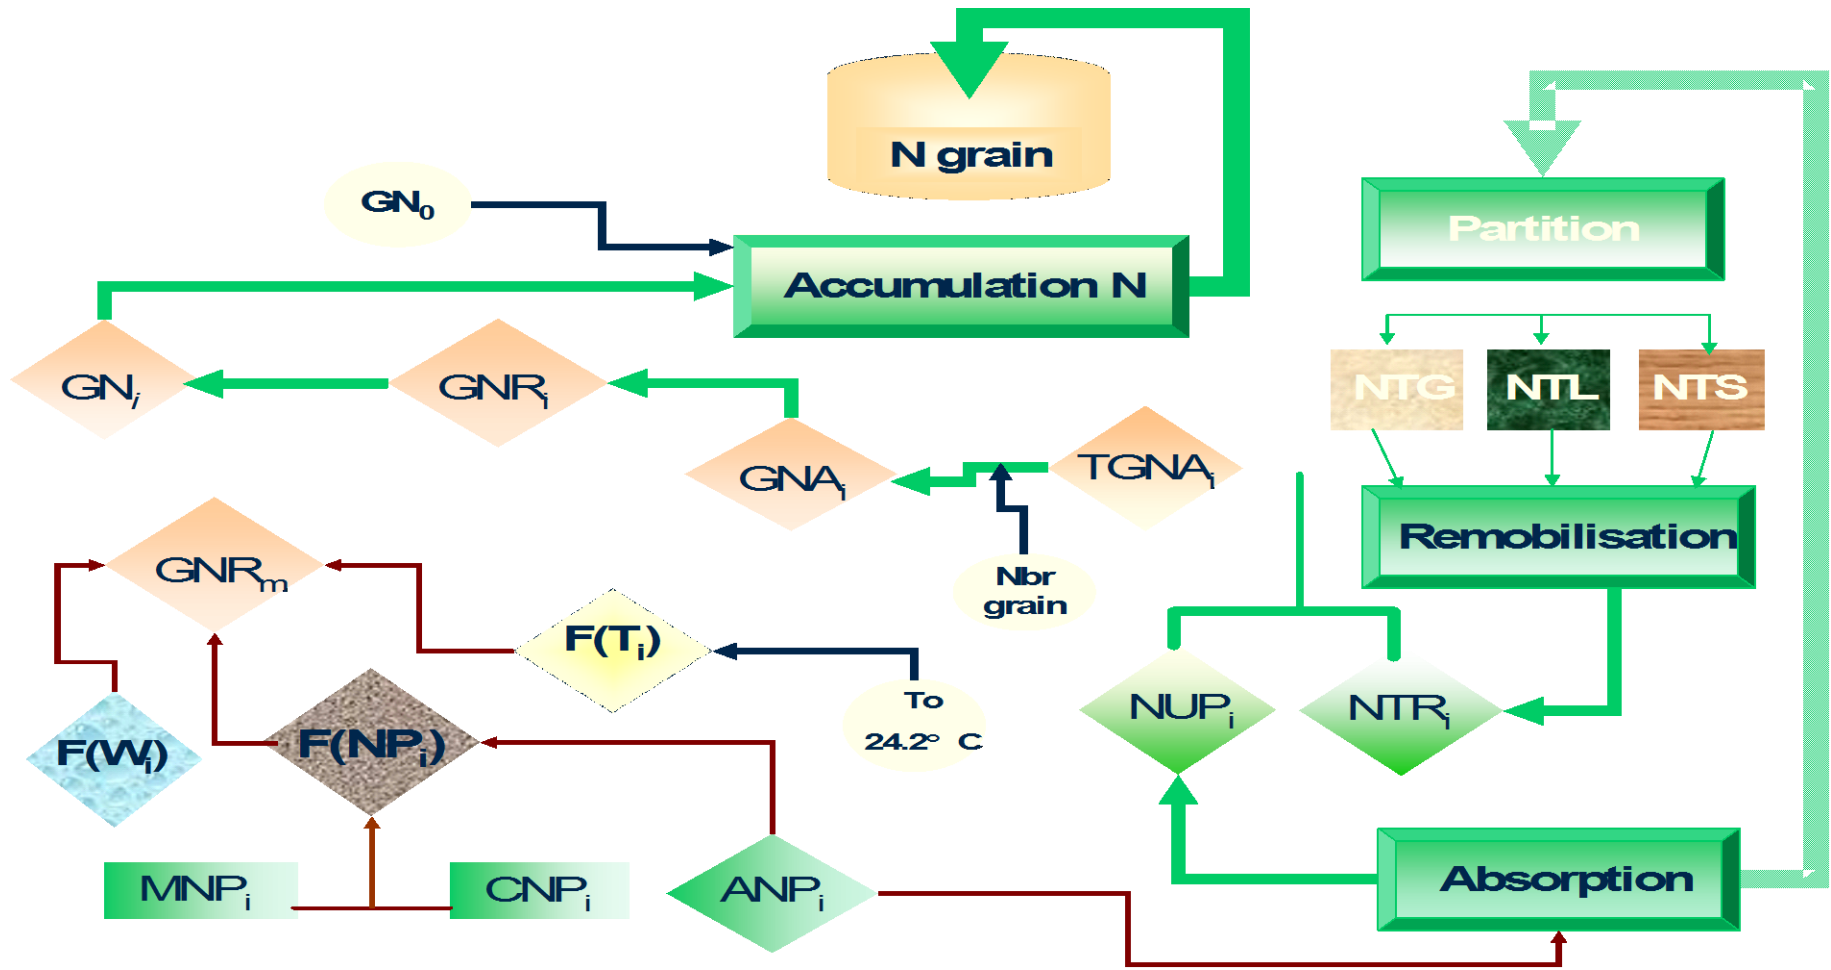 N grain
GN₀
Partition
Accumulation N
GNᵢ
GNRᵢ
NTG
NTL
NTS
GNAᵢ
TGNAᵢ
Remobilisation
GNRₘ
Nbr
grain
F(Tᵢ)
To
24.2° C
NUPᵢ
NTRᵢ
F(Wᵢ)
F(NPᵢ)
MNPᵢ
CNPᵢ
ANPᵢ
Absorption